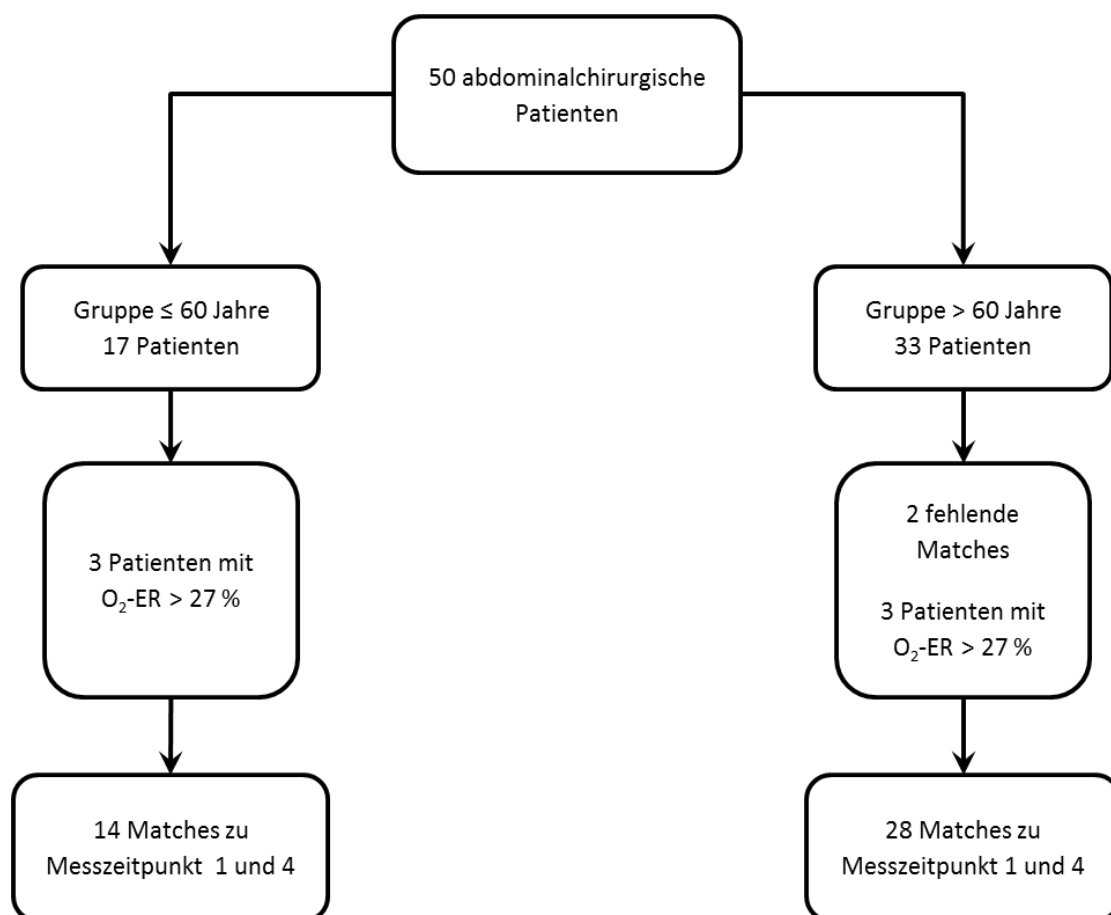 50 abdominalchirurgische
Patienten
Gruppe ≤ 60 Jahre
17 Patienten
Gruppe > 60 Jahre
33 Patienten
3 Patienten mit
O₂-ER > 27 %
2 fehlende
Matches
3 Patienten mit
O₂-ER > 27 %
14 Matches zu
Messzeitpunkt 1 und 4
28 Matches zu
Messzeitpunkt 1 und 4